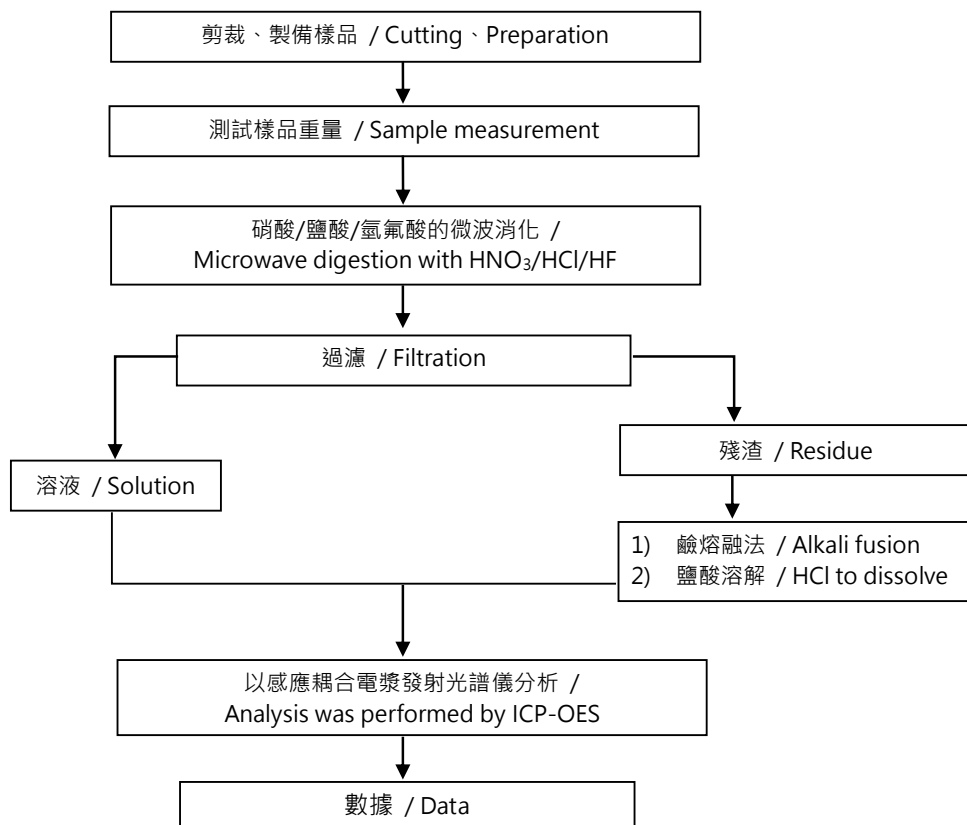 剪裁、製備樣品 / Cutting、Preparation
測試樣品重量 / Sample measurement
硝酸/鹽酸/氫氟酸的微波消化 /
Microwave digestion with HNO₃/HCl/HF
過濾 / Filtration
溶液 / Solution
殘渣 / Residue
1) 鹼熔融法 / Alkali fusion
2) 鹽酸溶解 / HCl to dissolve
以感應耦合電漿發射光譜儀分析 /
Analysis was performed by ICP-OES
數據 / Data